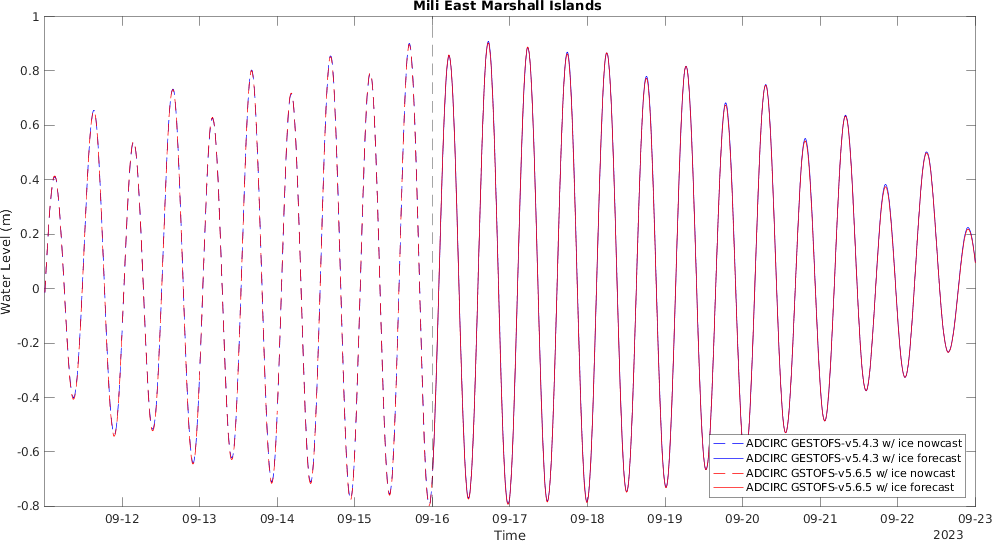 Mili East Marshall Islands
1
0.8
0.6
0.4
0.2
0
-0.2
-0.4
-0.6
-0.8
Water Level (m)
ADCIRC GESTOFS-v5.4.3 w/ ice nowcast
ADCIRC GESTOFS-v5.4.3 w/ ice forecast
ADCIRC GSTOFS-v5.6.5 w/ ice nowcast
ADCIRC GSTOFS-v5.6.5 w/ ice forecast
09-12 09-13 09-14 09-15 09-16 09-17 09-18 09-19 09-20 09-21 09-22 09-23
Time
2023